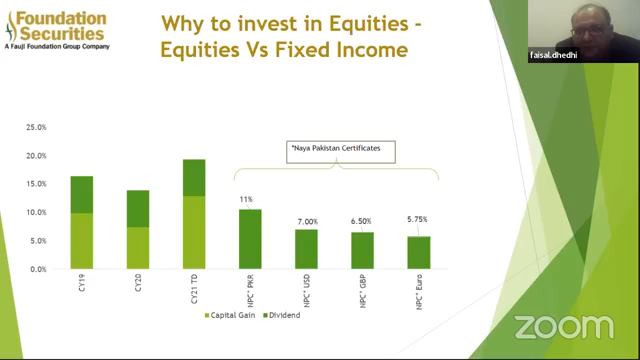 Foundation
Securities
A Fauji Foundation Group Company
Why to invest in Equities -
Equities Vs Fixed Income
faisal.dhedhi
*Naya Pakistan Certificates
25.0%
20.0%
15.0%
10.0%
5.0%
0.0%
11%
7.00%
6.50%
5.75%
CY19
CY20
CY21 TD
NPC* PKR
NPC* USD
NPC* GBP
NPC* Euro
Capital Gain
Dividend
zoom